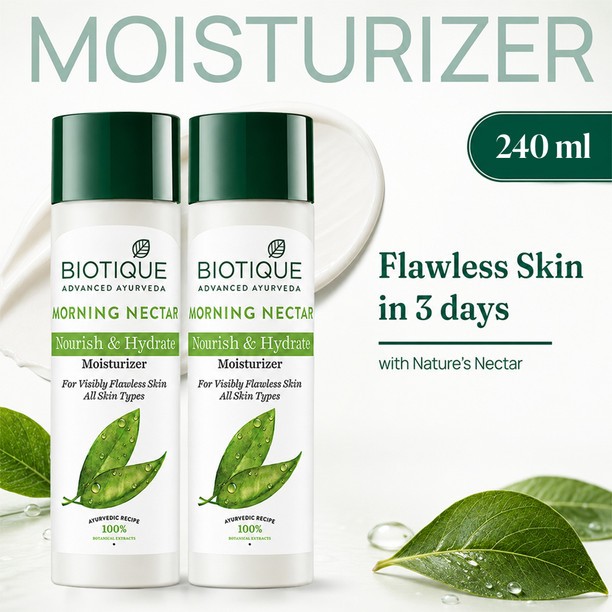 MOISTURIZER
240 ml
BIOTIQUE
ADVANCED AYURVEDA
MORNING NECTAR
Nourish & Hydrate
Moisturizer
For Visibly Flawless Skin
All Skin Types
AYURVEDIC RECIPE
100%
BOTANICAL EXTRACTS
BIOTIQUE
ADVANCED AYURVEDA
MORNING NECTAR
Nourish & Hydrate
Moisturizer
For Visibly Flawless Skin
All Skin Types
AYURVEDIC RECIPE
100%
BOTANICAL EXTRACTS
Flawless Skin
in 3 days
with Nature's Nectar